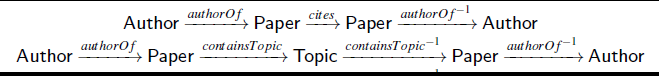 Author —authorOf→ Paper —cites→ Paper —authorOf⁻¹→ Author
Author —authorOf→ Paper —containsTopic→ Topic —containsTopic⁻¹→ Paper —authorOf⁻¹→ Author